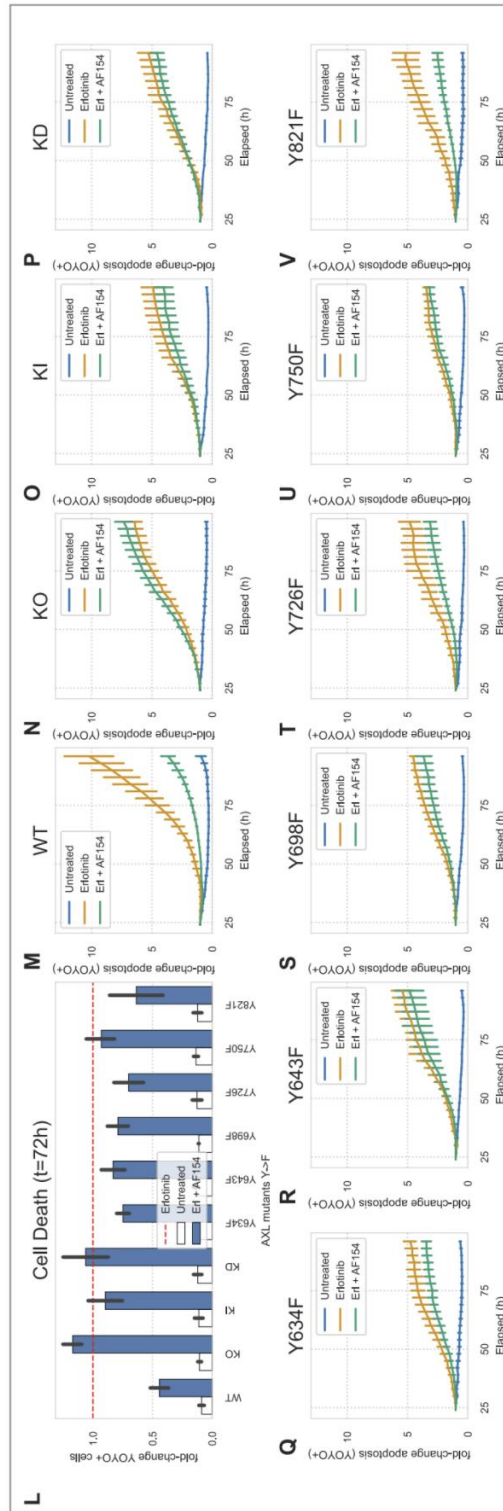 L
Cell Death (t=72h)
fold-change YOYO+
cells
1.0
0.5
0.0
WT
KO
KI
KD
Y634F
Y643F
Y698F
Y726F
Y750F
Y821F
Erlotinib
Untreated
Erl + AF154
AXL mutants Y->F
M
WT
fold-change apoptosis (YOYO+)
10
5
0
25
50
75
Elapsed (h)
Untreated
Erlotinib
Erl + AF154
N
KO
fold-change apoptosis (YOYO+)
10
5
0
25
50
75
Elapsed (h)
Untreated
Erlotinib
Erl + AF154
O
KI
fold-change apoptosis (YOYO+)
10
5
0
25
50
75
Elapsed (h)
Untreated
Erlotinib
Erl + AF154
P
KD
fold-change apoptosis (YOYO+)
10
5
0
25
50
75
Elapsed (h)
Untreated
Erlotinib
Erl + AF154
Q
Y634F
fold-change apoptosis (YOYO+)
10
5
0
25
50
75
Elapsed (h)
Untreated
Erlotinib
Erl + AF154
R
Y643F
fold-change apoptosis (YOYO+)
10
5
0
25
50
75
Elapsed (h)
Untreated
Erlotinib
Erl + AF154
S
Y698F
fold-change apoptosis (YOYO+)
10
5
0
25
50
75
Elapsed (h)
Untreated
Erlotinib
Erl + AF154
T
Y726F
fold-change apoptosis (YOYO+)
10
5
0
25
50
75
Elapsed (h)
Untreated
Erlotinib
Erl + AF154
U
Y750F
fold-change apoptosis (YOYO+)
10
5
0
25
50
75
Elapsed (h)
Untreated
Erlotinib
Erl + AF154
V
Y821F
fold-change apoptosis (YOYO+)
10
5
0
25
50
75
Elapsed (h)
Untreated
Erlotinib
Erl + AF154